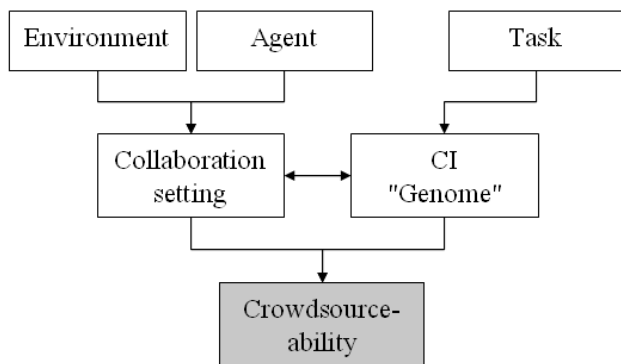 Environment
Agent
Task
Collaboration
setting
CI
"Genome"
Crowdsource-
ability